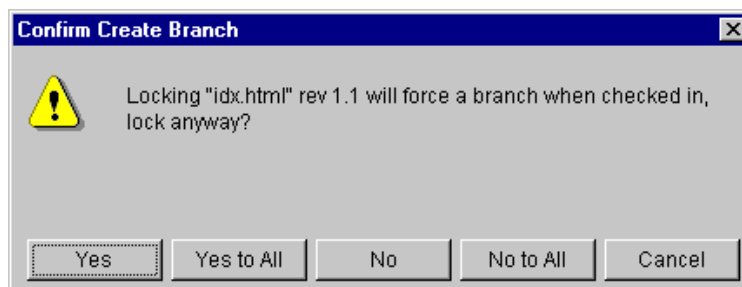 Confirm Create Branch
Locking "idx.html" rev 1.1 will force a branch when checked in,
lock anyway?
Yes Yes to All No No to All Cancel